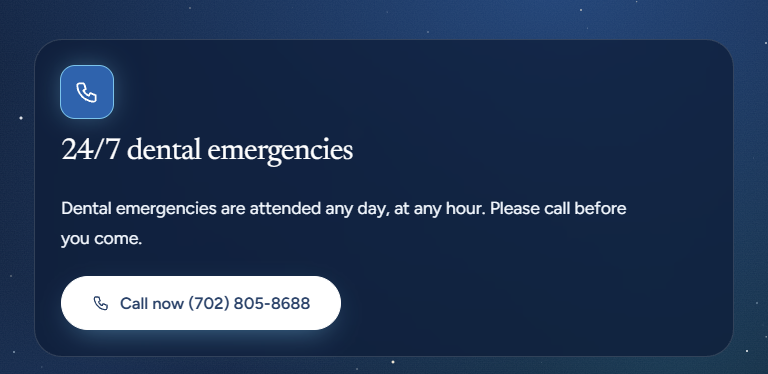 24/7 dental emergencies
Dental emergencies are attended any day, at any hour. Please call before
you come.
Call now (702) 805-8688